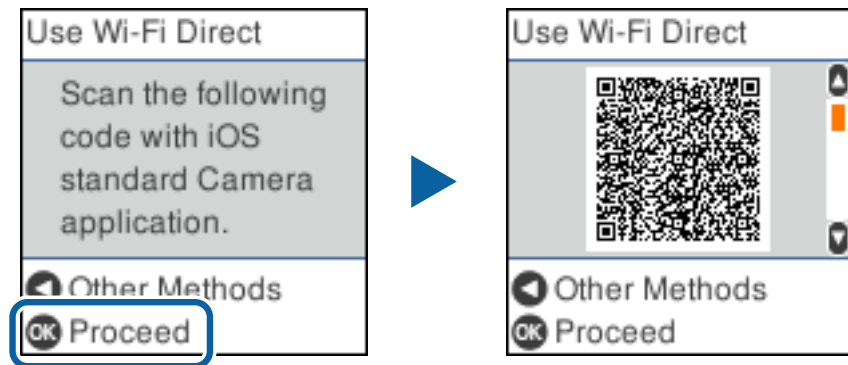 Use Wi-Fi Direct
Scan the following
code with iOS
standard Camera
application.
Other Methods
OK Proceed
Use Wi-Fi Direct
Other Methods
OK Proceed